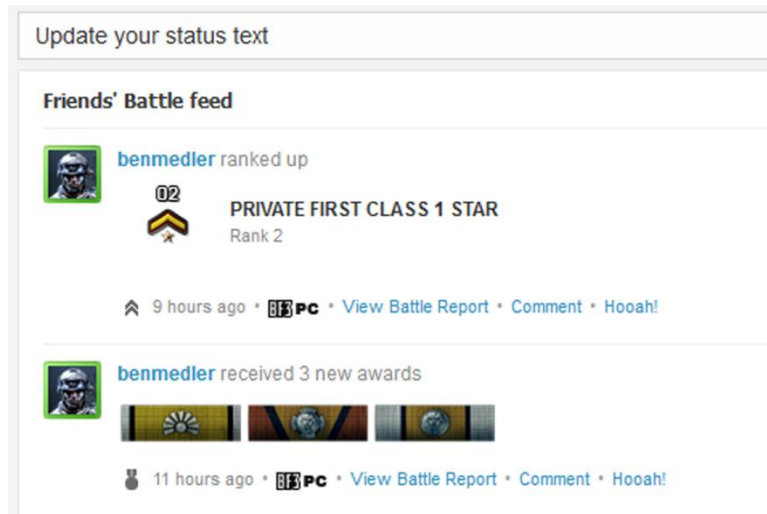 Update your status text
Friends' Battle feed
benmedler ranked up
02
PRIVATE FIRST CLASS 1 STAR
Rank 2
9 hours ago • BF3 PC • View Battle Report • Comment • Hooah!
benmedler received 3 new awards
11 hours ago • BF3 PC • View Battle Report • Comment • Hooah!